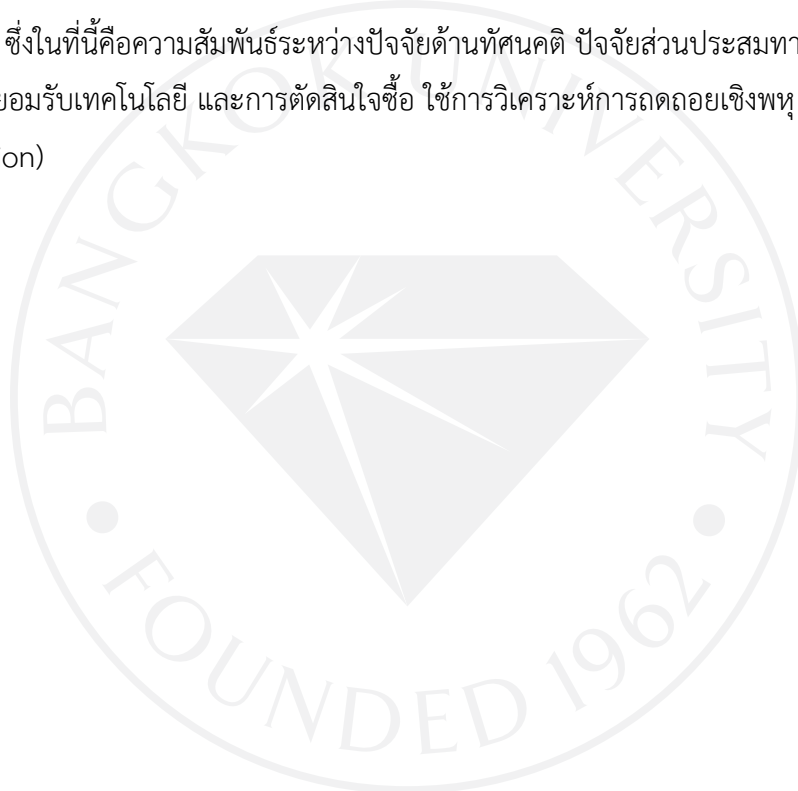 ซึ่งในที่นี้คือความสัมพันธ์ระหว่างปัจจัยด้านทัศนคติ ปัจจัยส่วนประสมทา
ยอมรับเทคโนโลยี และการตัดสินใจซื้อ ใช้การวิเคราะห์การถดถอยเชิงพหุ
on)
BANGKOK UNIVERSITY
FOUNDED 1962